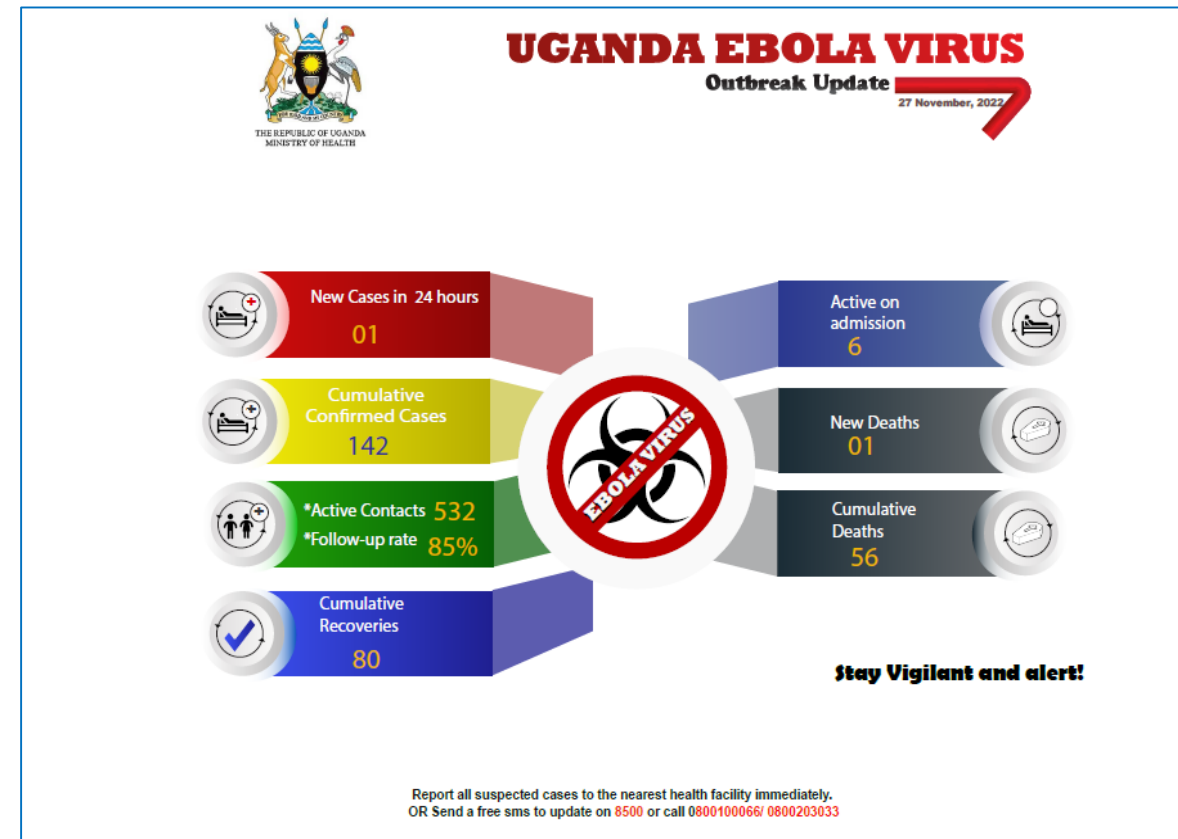 THE REPUBLIC OF UGANDA
MINISTRY OF HEALTH
UGANDA EBOLA VIRUS
Outbreak Update
27 November, 2022
New Cases in 24 hours
01
Cumulative
Confirmed Cases
142
*Active Contacts 532
*Follow-up rate 85%
Cumulative
Recoveries
80
EBOLA VIRUS
Active on
admission
6
New Deaths
01
Cumulative
Deaths
56
Stay Vigilant and alert!
Report all suspected cases to the nearest health facility immediately.
OR Send a free sms to update on 8500 or call 0800100066/ 0800203033